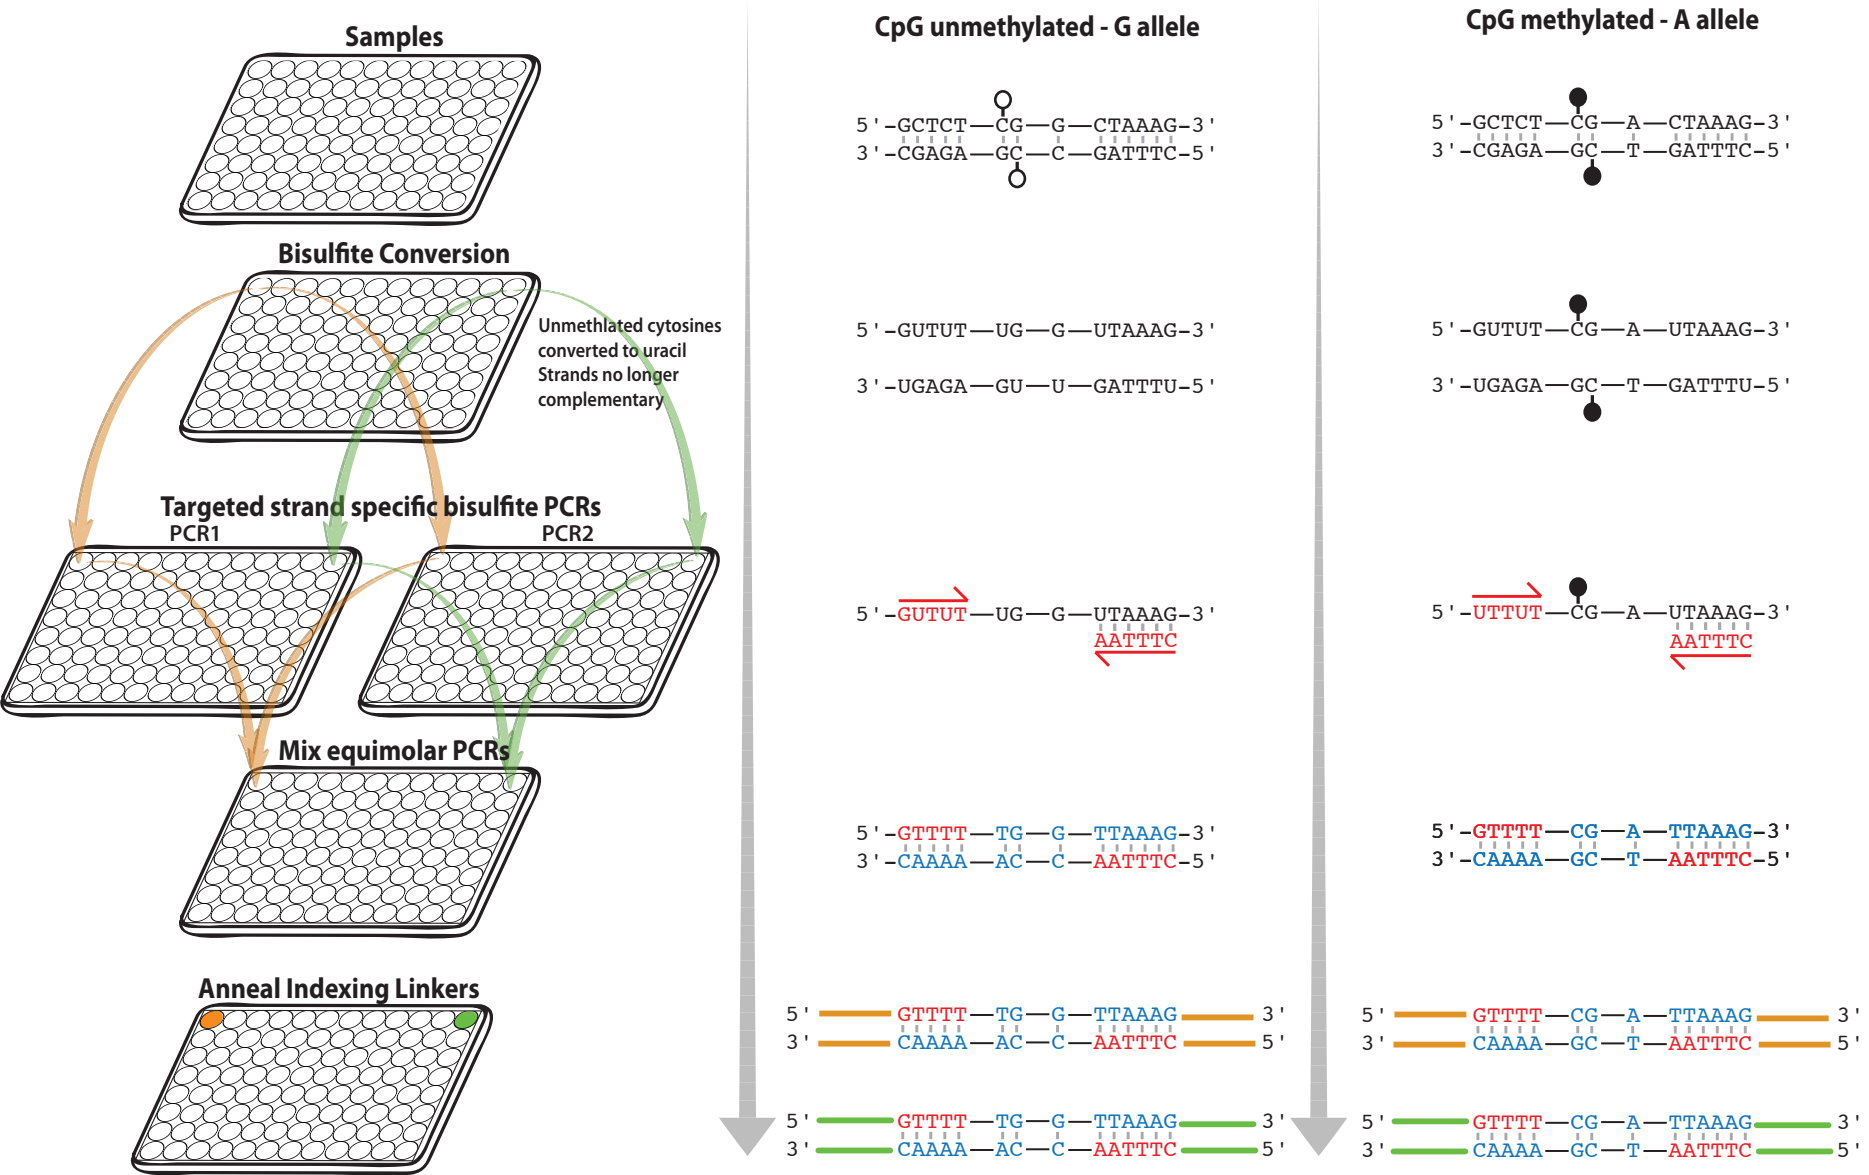 Samples
Bisulfite Conversion
Unmethlated cytosines
converted to uracil
Strands no longer
complementary
Targeted strand specific bisulfite PCRs
PCR1
PCR2
Mix equimolar PCRs
Anneal Indexing Linkers
CpG unmethylated - G allele
5'-GCTCT—CG—G—CTAAAG-3'
3'-CGAGA—GC—C—GATTTC-5'
5'-GUTUT—UG—G—UTAAAG-3'
3'-UGAGA—GU—U—GATTTU-5'
5'-GUTUT—UG—G—UTAAAG-3'
AATTTC
5'-GTTTT—TG—G—TTAAAG-3'
3'-CAAAA—AC—C—AATTTC-5'
5' GTTTT—TG—G—TTAAAG 3'
3' CAAAA—AC—C—AATTTC 5'
5' GTTTT—TG—G—TTAAAG 3'
3' CAAAA—AC—C—AATTTC 5'
CpG methylated - A allele
5'-GCTCT—CG—A—CTAAAG-3'
3'-CGAGA—GC—T—GATTTC-5'
5'-GUTUT—CG—A—UTAAAG-3'
3'-UGAGA—GC—T—GATTTU-5'
5'-UTTUT—CG—A—UTAAAG-3'
AATTTC
5'-GTTTT—CG—A—TTAAAG-3'
3'-CAAAA—GC—T—AATTTC-5'
5' GTTTT—CG—A—TTAAAG 3'
3' CAAAA—GC—T—AATTTC 5'
5' GTTTT—CG—A—TTAAAG 3'
3' CAAAA—GC—T—AATTTC 5'